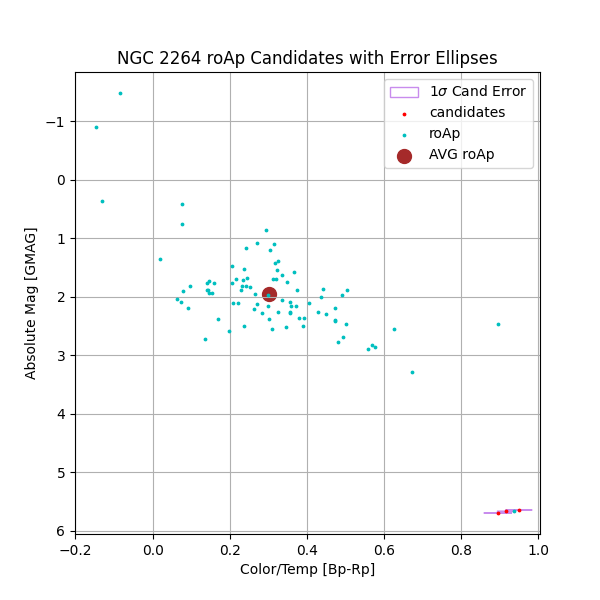 NGC 2264 roAp Candidates with Error Ellipses
1σ Cand Error
candidates
roAp
AVG roAp
Absolute Mag [GMAG]
−1
0
1
2
3
4
5
6
−0.2 0.0 0.2 0.4 0.6 0.8 1.0
Color/Temp [Bp-Rp]